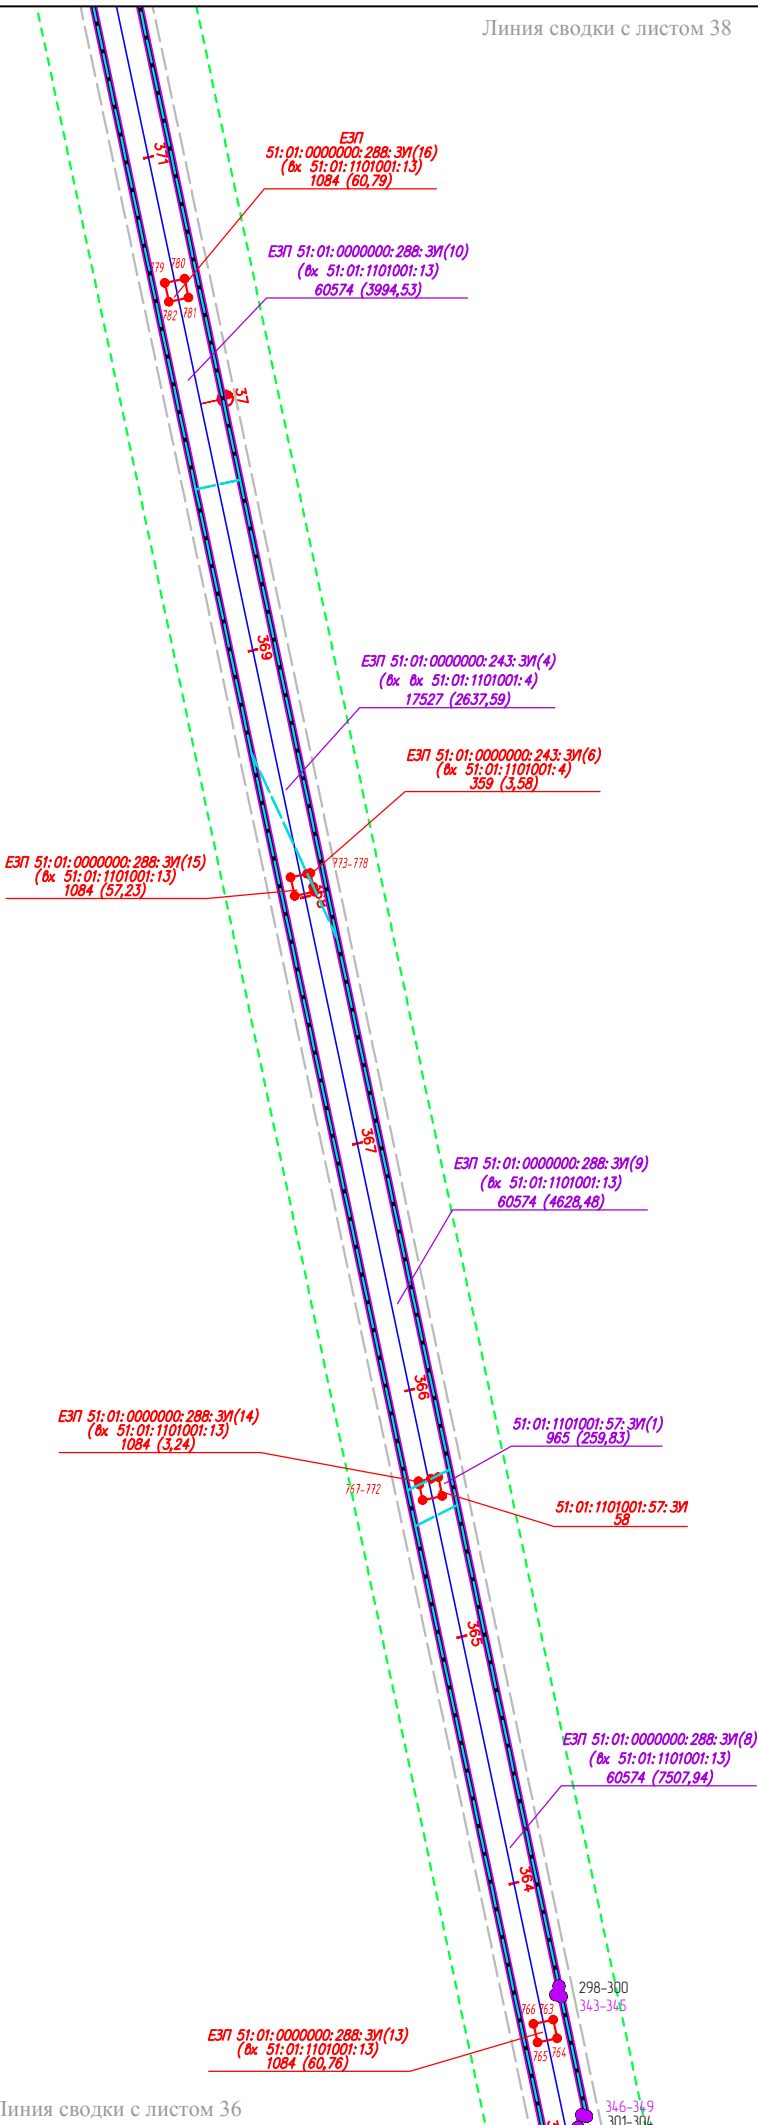 Линия сводки с листом 38
ЕЗП
51:01:0000000:288:ЗУ(16)
(вх 51:01:1101001:13)
1084 (60,79)
371
ЕЗП 51:01:0000000:288:ЗУ(10)
(вх 51:01:1101001:13)
60574 (3994,53)
779 780
782 781
37
369
ЕЗП 51:01:0000000:243:ЗУ(4)
(вх вх 51:01:1101001:4)
17527 (2637,59)
ЕЗП 51:01:0000000:243:ЗУ(6)
(вх 51:01:1101001:4)
359 (3,58)
ЕЗП 51:01:0000000:288:ЗУ(15)
(вх 51:01:1101001:13)
1084 (57,23)
773-778
367
ЕЗП 51:01:0000000:288:ЗУ(9)
(вх 51:01:1101001:13)
60574 (4628,48)
366
ЕЗП 51:01:0000000:288:ЗУ(14)
(вх 51:01:1101001:13)
1084 (3,24)
51:01:1101001:57:ЗУ(1)
965 (259,83)
767-772
51:01:1101001:57:ЗУ
58
365
ЕЗП 51:01:0000000:288:ЗУ(8)
(вх 51:01:1101001:13)
60574 (7507,94)
364
298-300
343-345
766 763
765 764
ЕЗП 51:01:0000000:288:ЗУ(13)
(вх 51:01:1101001:13)
1084 (60,76)
Линия сводки с листом 36
346-349
301-304